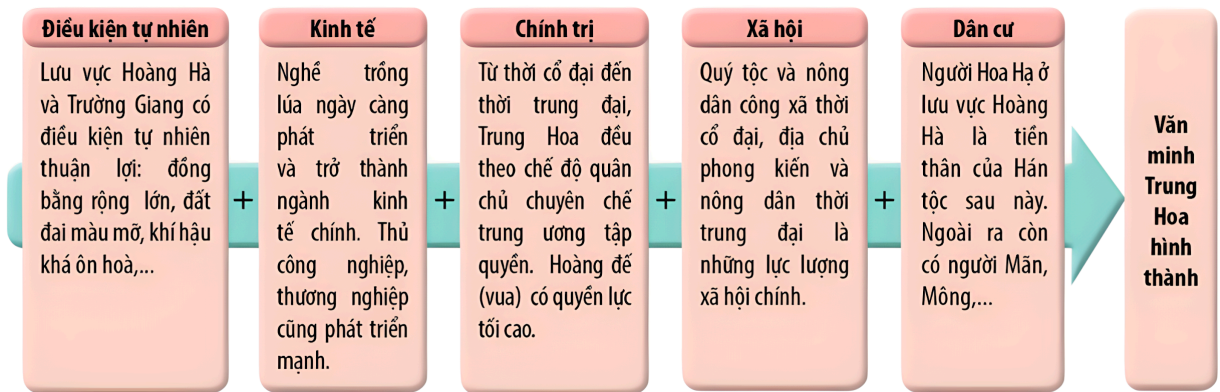 Điều kiện tự nhiên
Lưu vực Hoàng Hà
và Trường Giang có
điều kiện tự nhiên
thuận lợi: đồng
bằng rộng lớn, đất
đai màu mỡ, khí hậu
khá ôn hoà,...
+
Kinh tế
Nghề trồng
lúa ngày càng
phát triển
và trở thành
ngành kinh
tế chính. Thủ
công nghiệp,
thương nghiệp
cũng phát triển
mạnh.
+
Chính trị
Từ thời cổ đại đến
thời trung đại,
Trung Hoa đều
theo chế độ quân
chủ chuyên chế
trung ương tập
quyền. Hoàng đế
(vua) có quyền lực
tối cao.
+
Xã hội
Quý tộc và nông
dân công xã thời
cổ đại, địa chủ
phong kiến và
nông dân thời
trung đại là
những lực lượng
xã hội chính.
+
Dân cư
Người Hoa Hạ ở
lưu vực Hoàng
Hà là tiền
thân của Hán
tộc sau này.
Ngoài ra còn
có người Mãn,
Mông,...
Văn
minh
Trung
Hoa
hình
thành